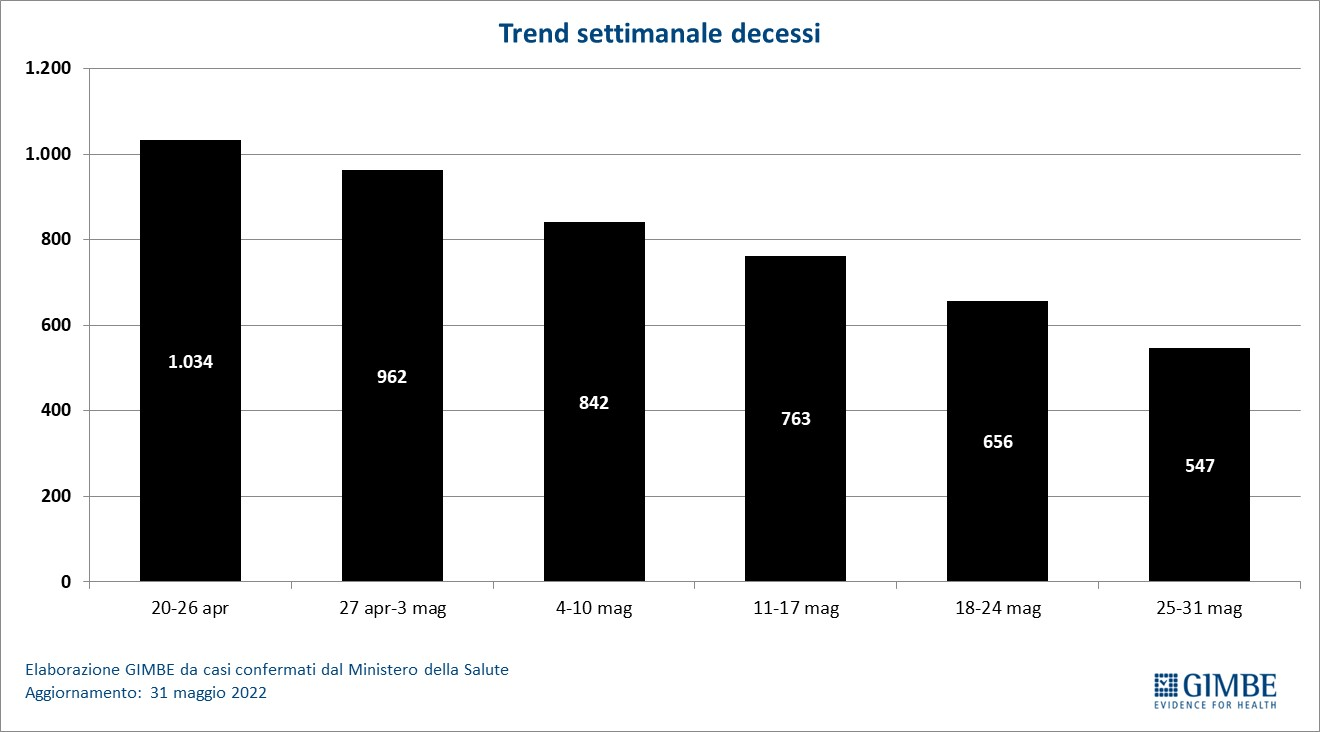 Trend settimanale decessi
1.200
1.000
800
600
400
200
0
1.034
962
842
763
656
547
20-26 apr
27 apr-3 mag
4-10 mag
11-17 mag
18-24 mag
25-31 mag
Elaborazione GIMBE da casi confermati dal Ministero della Salute
Aggiornamento: 31 maggio 2022
GIMBE
EVIDENCE FOR HEALTH